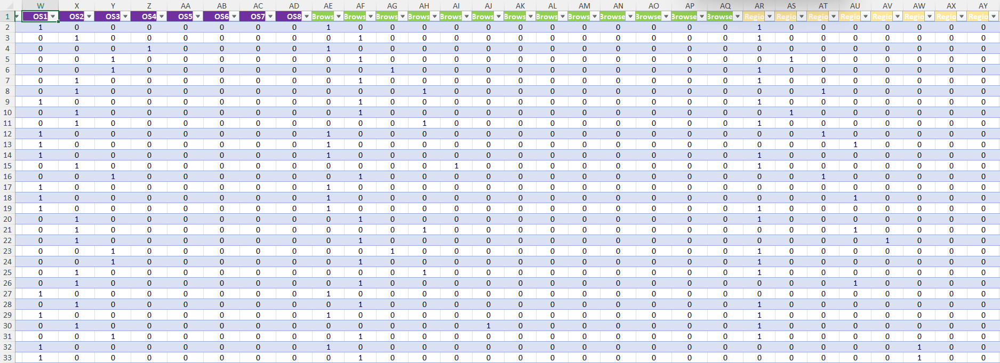 W X Y Z AA AB AC AD AE AF AG AH AI AJ AK AL AM AN AO AP AQ AR AS AT AU AV AW AX AY
1 OS1 OS2 OS3 OS4 OS5 OS6 OS7 OS8 Brows Brows Brows Brows Brows Brows Brows Brows Brows Browse Browse Browse Browse Regio Regio Regio Regio Regio Regio Regio Regio
2 1 0 0 0 0 0 0 0 1 0 0 0 0 0 0 0 0 0 0 0 0 1 0 0 0 0 0 0 0
3 0 1 0 0 0 0 0 0 0 1 0 0 0 0 0 0 0 0 0 0 0 1 0 0 0 0 0 0 0
4 0 0 0 1 0 0 0 0 1 0 0 0 0 0 0 0 0 0 0 0 0 1 0 0 0 0 0 0 0
5 0 0 1 0 0 0 0 0 0 1 0 0 0 0 0 0 0 0 0 0 0 0 1 0 0 0 0 0 0
6 0 0 1 0 0 0 0 0 0 0 1 0 0 0 0 0 0 0 0 0 0 1 0 0 0 0 0 0 0
7 0 1 0 0 0 0 0 0 0 1 0 0 0 0 0 0 0 0 0 0 0 1 0 0 0 0 0 0 0
8 0 1 0 0 0 0 0 0 0 0 0 1 0 0 0 0 0 0 0 0 0 0 0 1 0 0 0 0 0
9 1 0 0 0 0 0 0 0 0 1 0 0 0 0 0 0 0 0 0 0 0 1 0 0 0 0 0 0 0
10 0 1 0 0 0 0 0 0 0 1 0 0 0 0 0 0 0 0 0 0 0 0 1 0 0 0 0 0 0
11 0 1 0 0 0 0 0 0 0 0 0 1 0 0 0 0 0 0 0 0 0 1 0 0 0 0 0 0 0
12 1 0 0 0 0 0 0 0 1 0 0 0 0 0 0 0 0 0 0 0 0 0 0 1 0 0 0 0 0
13 1 0 0 0 0 0 0 0 1 0 0 0 0 0 0 0 0 0 0 0 0 0 0 0 1 0 0 0 0
14 1 0 0 0 0 0 0 0 1 0 0 0 0 0 0 0 0 0 0 0 0 1 0 0 0 0 0 0 0
15 0 1 0 0 0 0 0 0 0 0 0 0 1 0 0 0 0 0 0 0 0 1 0 0 0 0 0 0 0
16 0 0 1 0 0 0 0 0 0 1 0 0 0 0 0 0 0 0 0 0 0 0 0 1 0 0 0 0 0
17 1 0 0 0 0 0 0 0 1 0 0 0 0 0 0 0 0 0 0 0 0 0 0 0 0 0 0 0 0
18 1 0 0 0 0 0 0 0 1 0 0 0 0 0 0 0 0 0 0 0 0 0 0 0 1 0 0 0 0
19 1 0 0 0 0 0 0 0 1 0 0 0 0 0 0 0 0 0 0 0 0 1 0 0 0 0 0 0 0
20 0 1 0 0 0 0 0 0 0 1 0 0 0 0 0 0 0 0 0 0 0 1 0 0 0 0 0 0 0
21 0 1 0 0 0 0 0 0 0 0 0 1 0 0 0 0 0 0 0 0 0 0 0 0 1 0 0 0 0
22 0 1 0 0 0 0 0 0 0 1 0 0 0 0 0 0 0 0 0 0 0 0 0 0 0 1 0 0 0
23 0 0 1 0 0 0 0 0 0 0 1 0 0 0 0 0 0 0 0 0 0 1 0 0 0 0 0 0 0
24 0 0 1 0 0 0 0 0 0 1 0 0 0 0 0 0 0 0 0 0 0 1 0 0 0 0 0 0 0
25 0 1 0 0 0 0 0 0 0 0 0 1 0 0 0 0 0 0 0 0 0 1 0 0 0 0 0 0 0
26 0 1 0 0 0 0 0 0 0 1 0 0 0 0 0 0 0 0 0 0 0 0 0 0 1 0 0 0 0
27 1 0 0 0 0 0 0 0 1 0 0 0 0 0 0 0 0 0 0 0 0 0 0 0 0 0 0 0 0
28 0 1 0 0 0 0 0 0 0 1 0 0 0 0 0 0 0 0 0 0 0 1 0 0 0 0 0 0 0
29 1 0 0 0 0 0 0 0 1 0 0 0 0 0 0 0 0 0 0 0 0 1 0 0 0 0 0 0 0
30 0 1 0 0 0 0 0 0 0 0 0 0 0 1 0 0 0 0 0 0 0 1 0 0 0 0 0 0 0
31 0 0 1 0 0 0 0 0 0 1 0 0 0 0 0 0 0 0 0 0 0 1 0 0 0 0 0 0 0
32 1 0 0 0 0 0 0 0 1 0 0 0 0 0 0 0 0 0 0 0 0 0 0 0 0 0 1 0 0
33 1 0 0 0 0 0 0 0 0 1 0 0 0 0 0 0 0 0 0 0 0 0 0 0 0 0 1 0 0